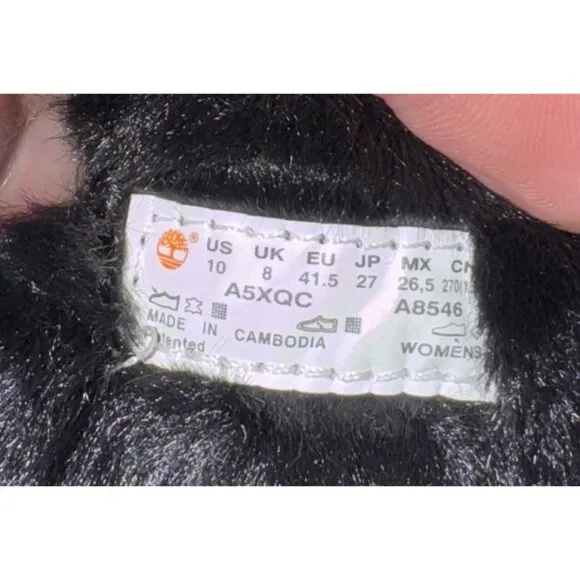 ® US UK EU JP MX
10 8 41.5 27 26,5
A5XQC A8546
MADE IN CAMBODIA
WOMENS